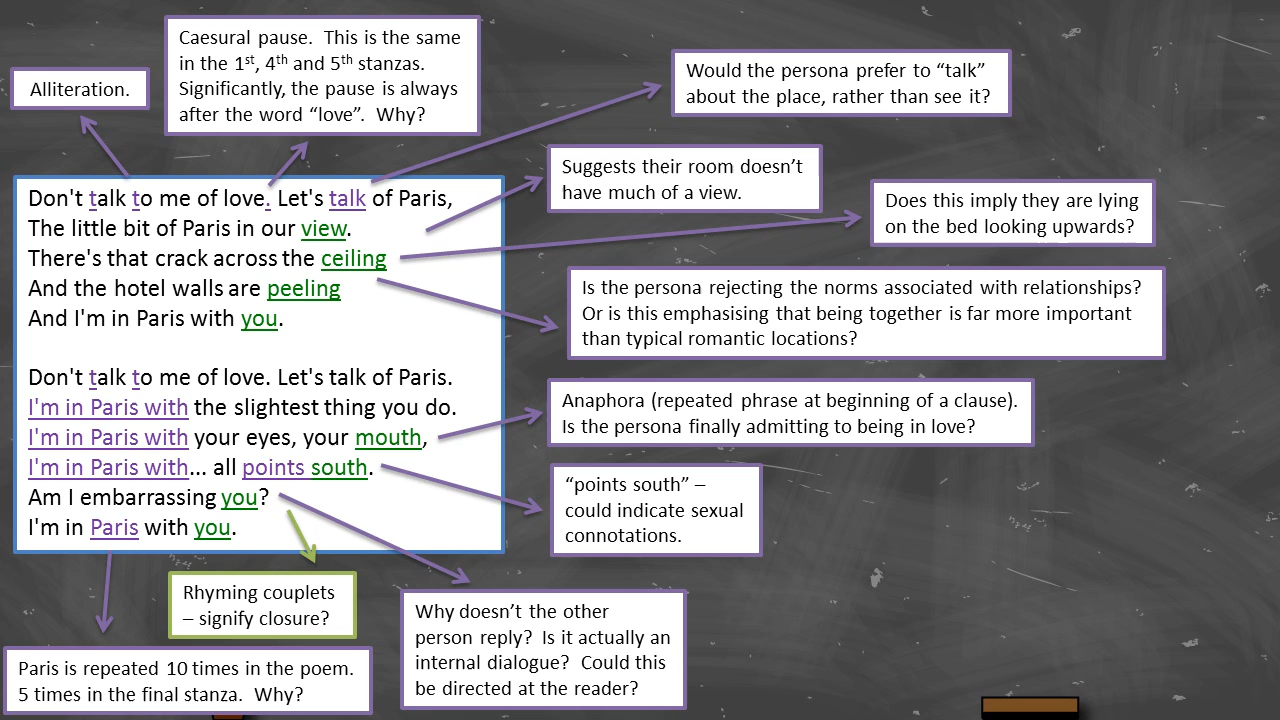 Caesural pause.  This is the same
in the 1st, 4th and 5th stanzas.
Significantly, the pause is always
after the word “love”.  Why?
Alliteration.
Would the persona prefer to “talk”
about the place, rather than see it?
Suggests their room doesn’t
have much of a view.
Does this imply they are lying
on the bed looking upwards?
Don't talk to me of love. Let's talk of Paris,
The little bit of Paris in our view.
There's that crack across the ceiling
And the hotel walls are peeling
And I'm in Paris with you.
Don't talk to me of love. Let's talk of Paris.
I'm in Paris with the slightest thing you do.
I'm in Paris with your eyes, your mouth,
I'm in Paris with... all points south.
Am I embarrassing you?
I'm in Paris with you.
Is the persona rejecting the norms associated with relationships?
Or is this emphasising that being together is far more important
than typical romantic locations?
Anaphora (repeated phrase at beginning of a clause).
Is the persona finally admitting to being in love?
“points south” –
could indicate sexual
connotations.
Rhyming couplets
– signify closure?
Why doesn’t the other
person reply?  Is it actually an
internal dialogue?  Could this
be directed at the reader?
Paris is repeated 10 times in the poem.
5 times in the final stanza.  Why?